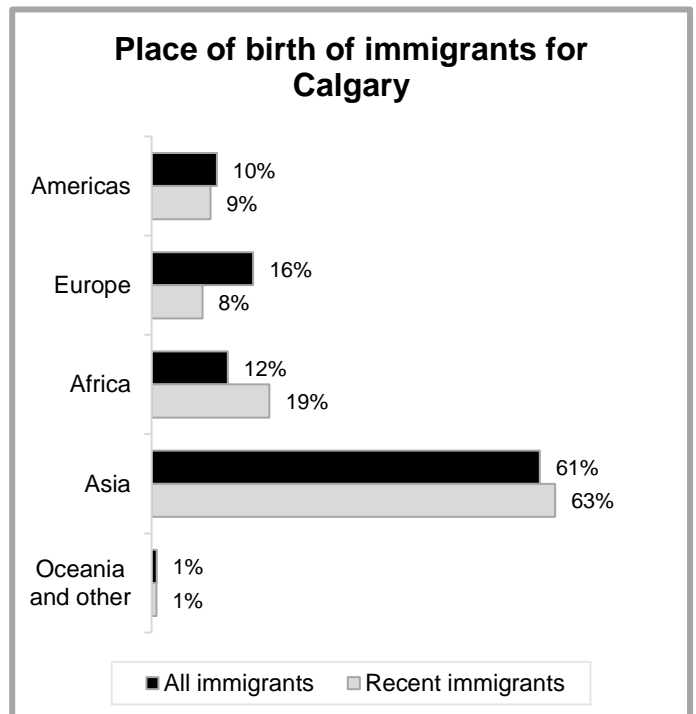 Place of birth of immigrants for
Calgary
Americas
10%
9%
Europe
16%
8%
Africa
12%
19%
Asia
61%
63%
Oceania
and other
1%
1%
All immigrants
Recent immigrants